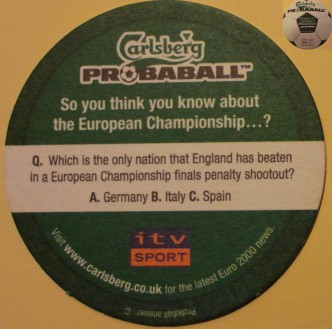 Carlsberg
PROBABALL™
So you think you know about
the European Championship...?
Q. Which is the only nation that England has beaten
in a European Championship finals penalty shootout?
A. Germany B. Italy C. Spain
itv
SPORT
Visit www.carlsberg.co.uk for the latest Euro 2000 news.
Probaball answer: C